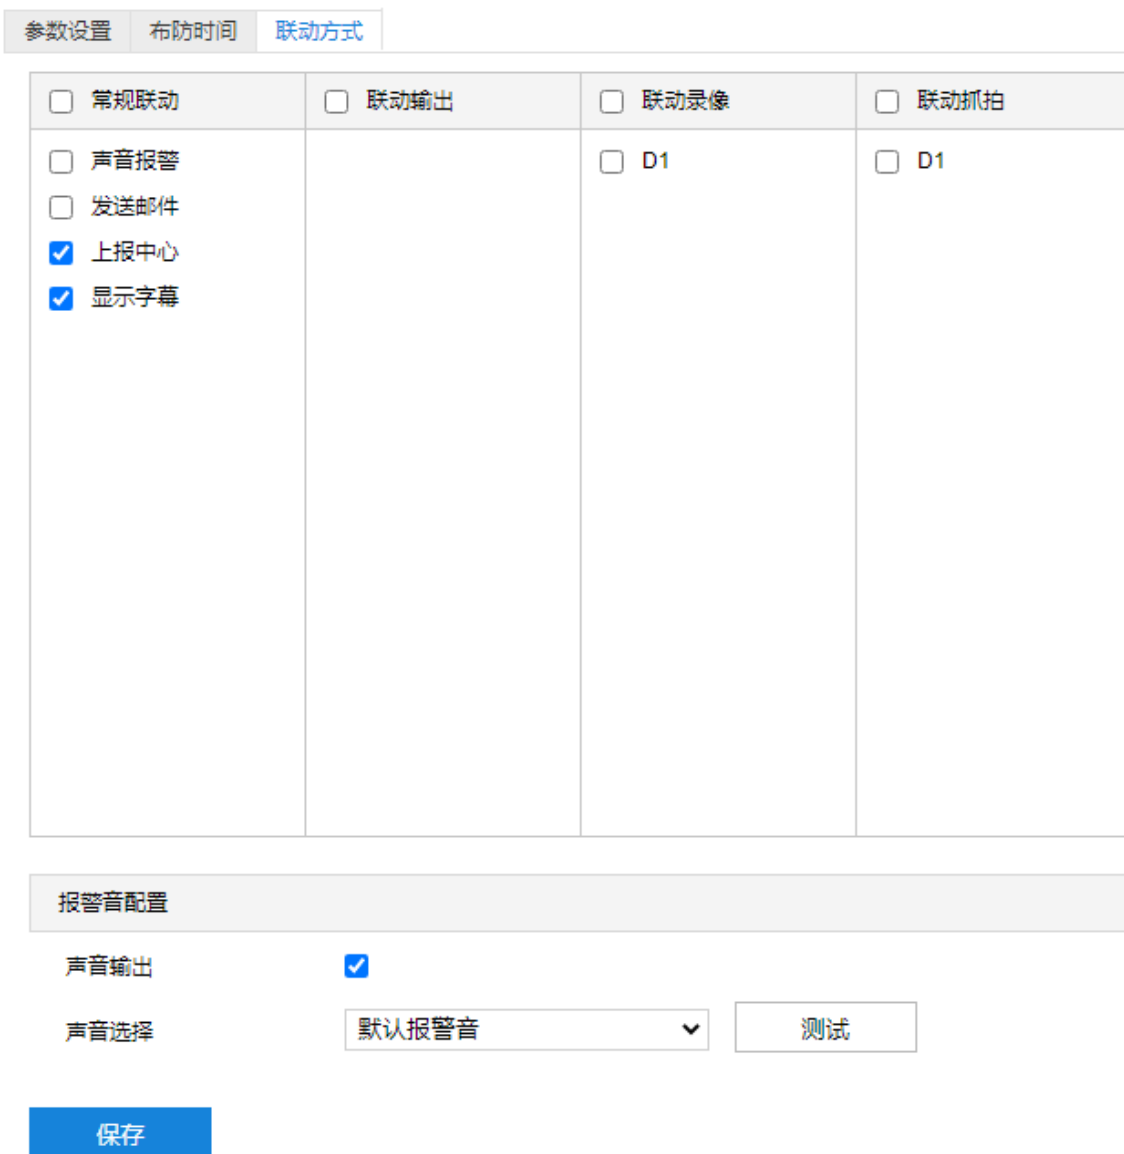 参数设置 布防时间 联动方式
常规联动 联动输出 联动录像 联动抓拍
声音报警 D1 D1
发送邮件
上报中心
显示字幕
报警音配置
声音输出
声音选择 默认报警音 测试
保存